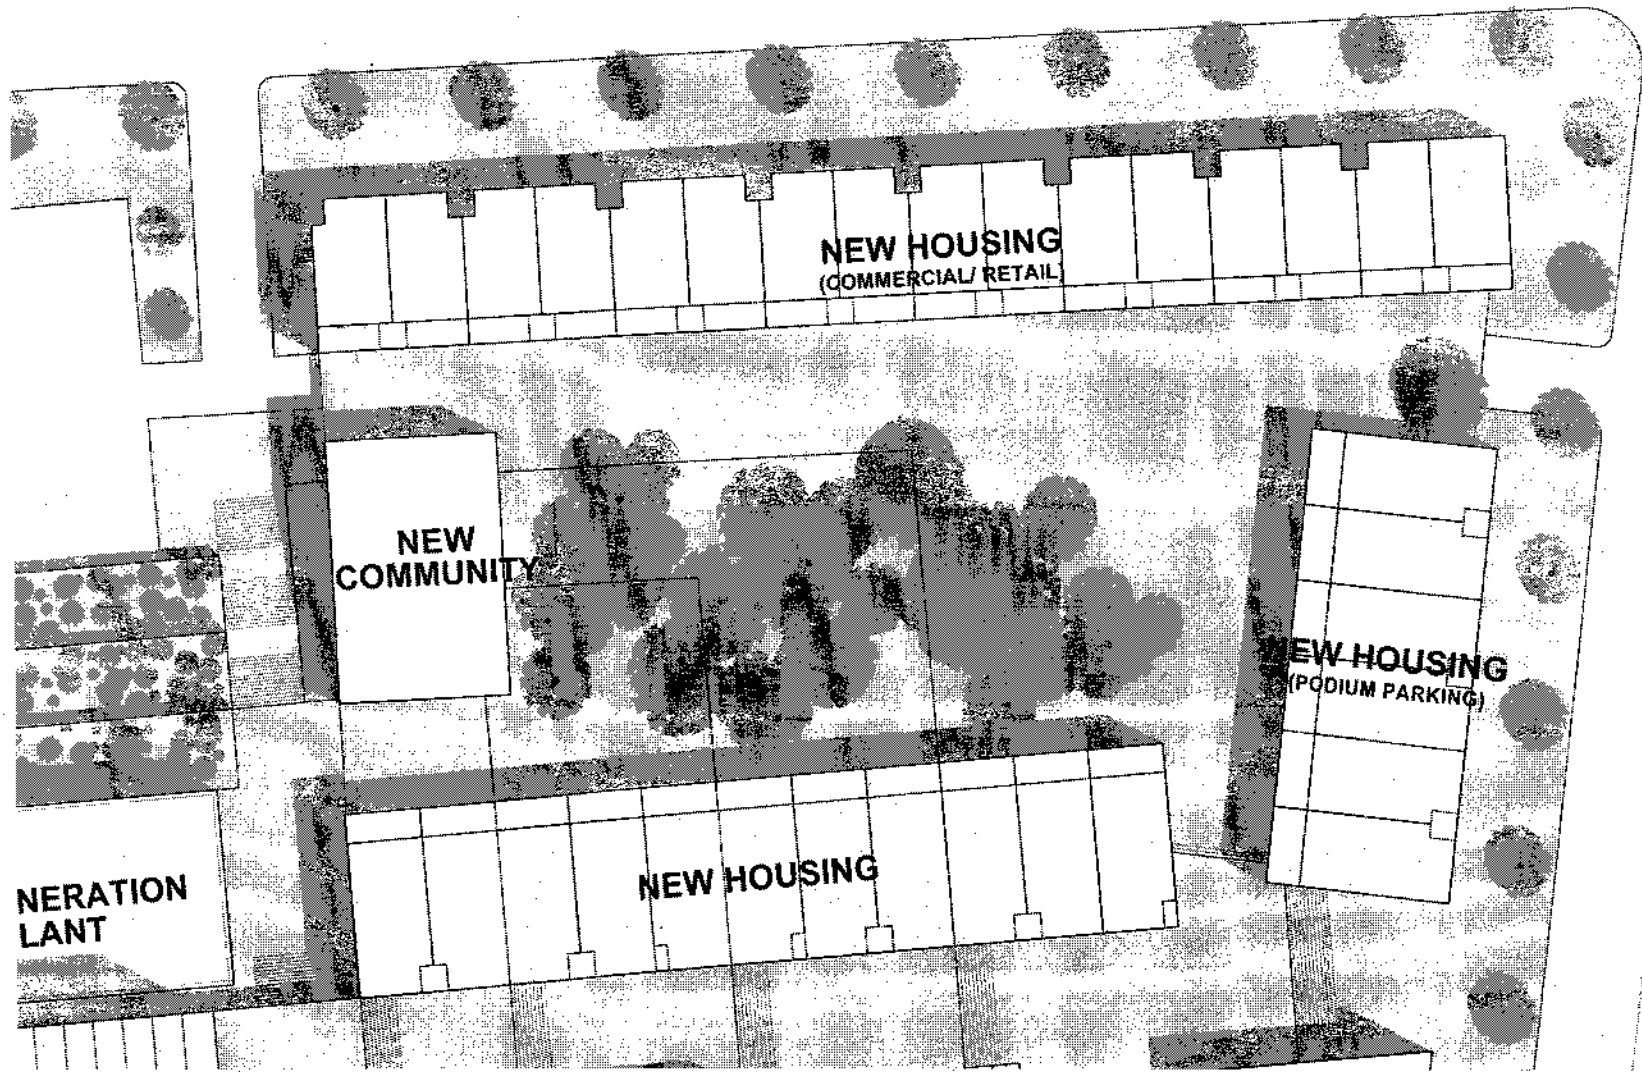 NEW HOUSING
(COMMERCIAL/ RETAIL)
NEW
COMMUNITY
NEW HOUSING
(PODIUM PARKING)
NEW HOUSING
NERATION
LANT